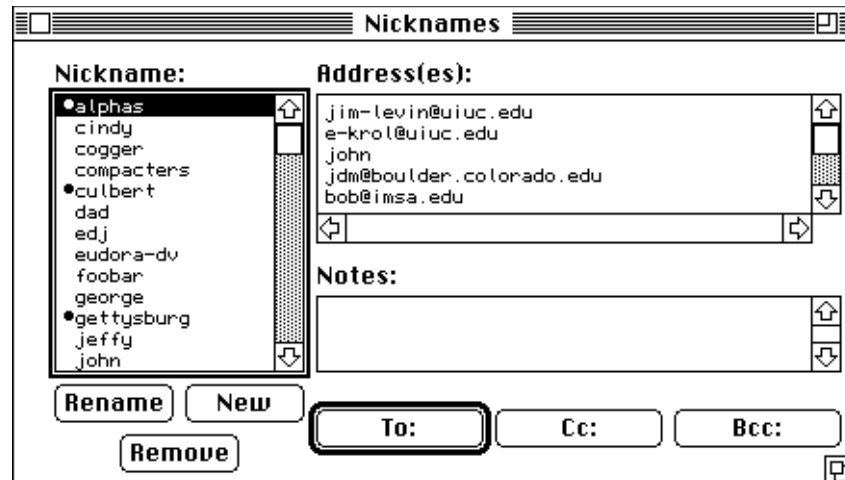 Nicknames
Nickname:
•alphas
cindy
cogger
compacters
•culbert
dad
edj
eudora-dv
foobar
george
•gettysburg
jeffy
john
Rename
New
Remove
Address(es):
jim-levin@uiuc.edu
e-krol@uiuc.edu
john
jdm@boulder.colorado.edu
bob@imsa.edu
Notes:
To:
Cc:
Bcc: